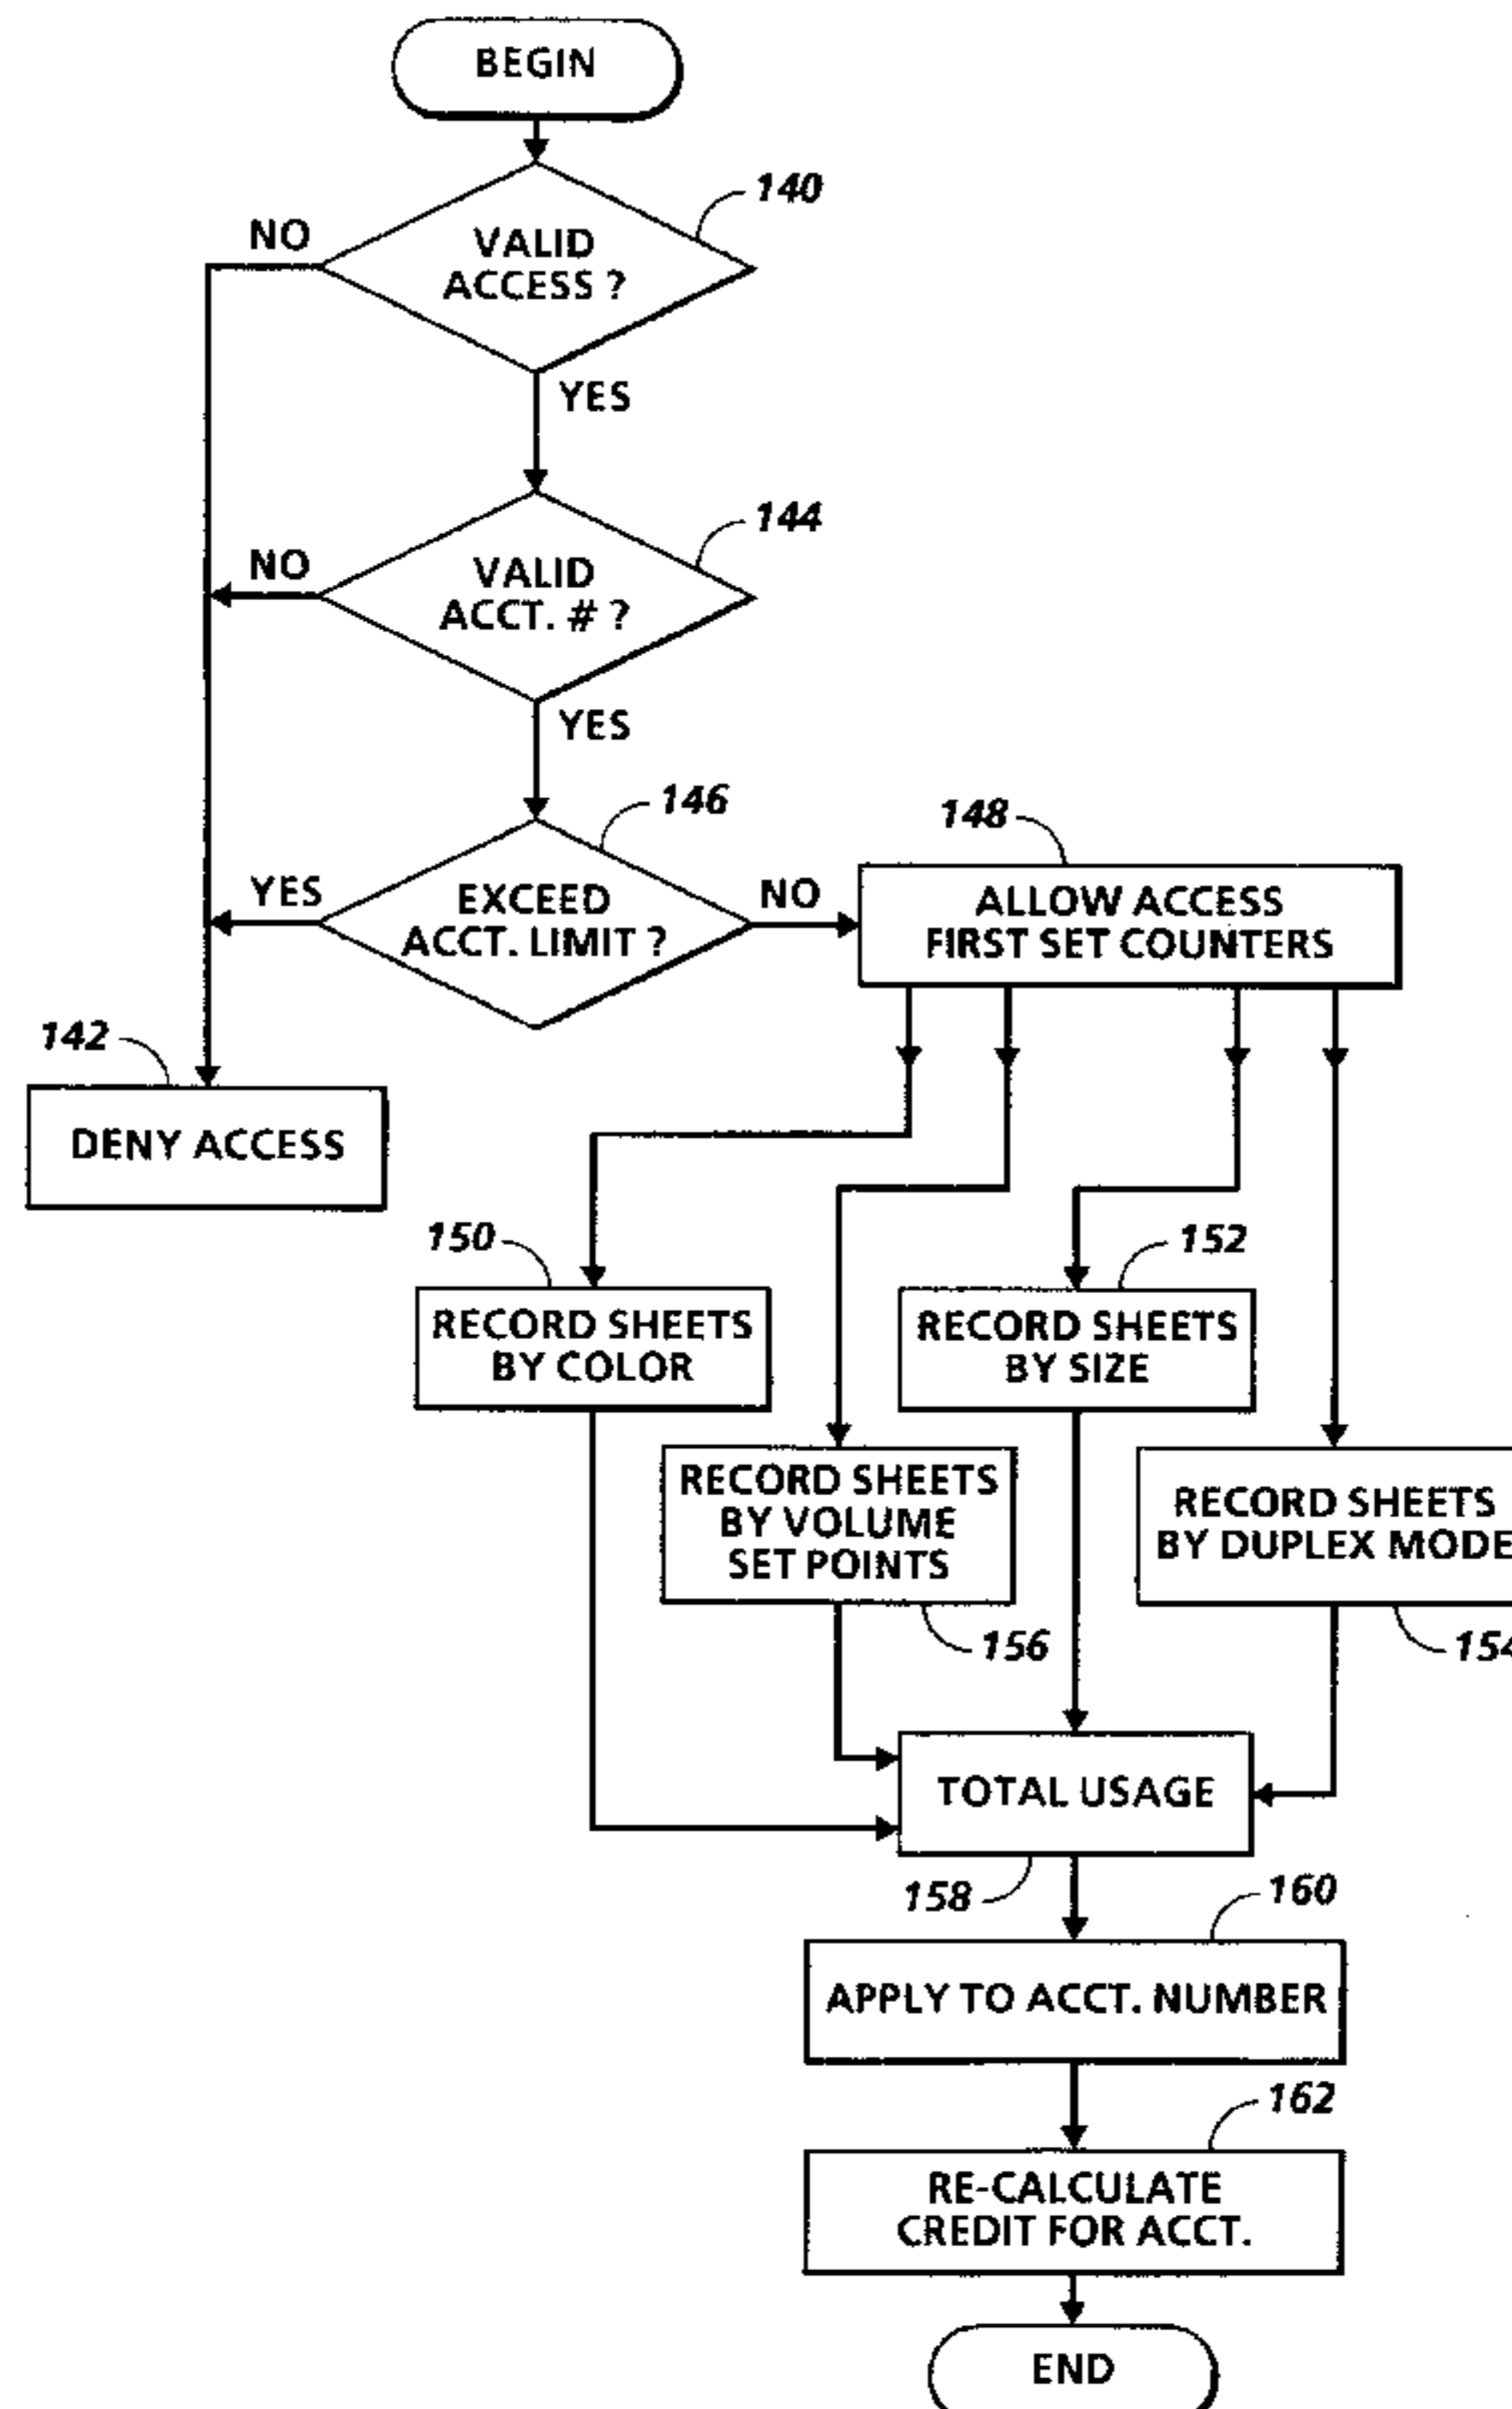 BEGIN
140
VALID
ACCESS ?
NO
YES
144
VALID
ACCT. # ?
NO
YES
146
EXCEED
ACCT. LIMIT ?
YES
NO
148
ALLOW ACCESS
FIRST SET COUNTERS
142
DENY ACCESS
150
RECORD SHEETS
BY COLOR
152
RECORD SHEETS
BY SIZE
RECORD SHEETS
BY VOLUME
SET POINTS
156
RECORD SHEETS
BY DUPLEX MODE
154
TOTAL USAGE
158
160
APPLY TO ACCT. NUMBER
162
RE-CALCULATE
CREDIT FOR ACCT.
END